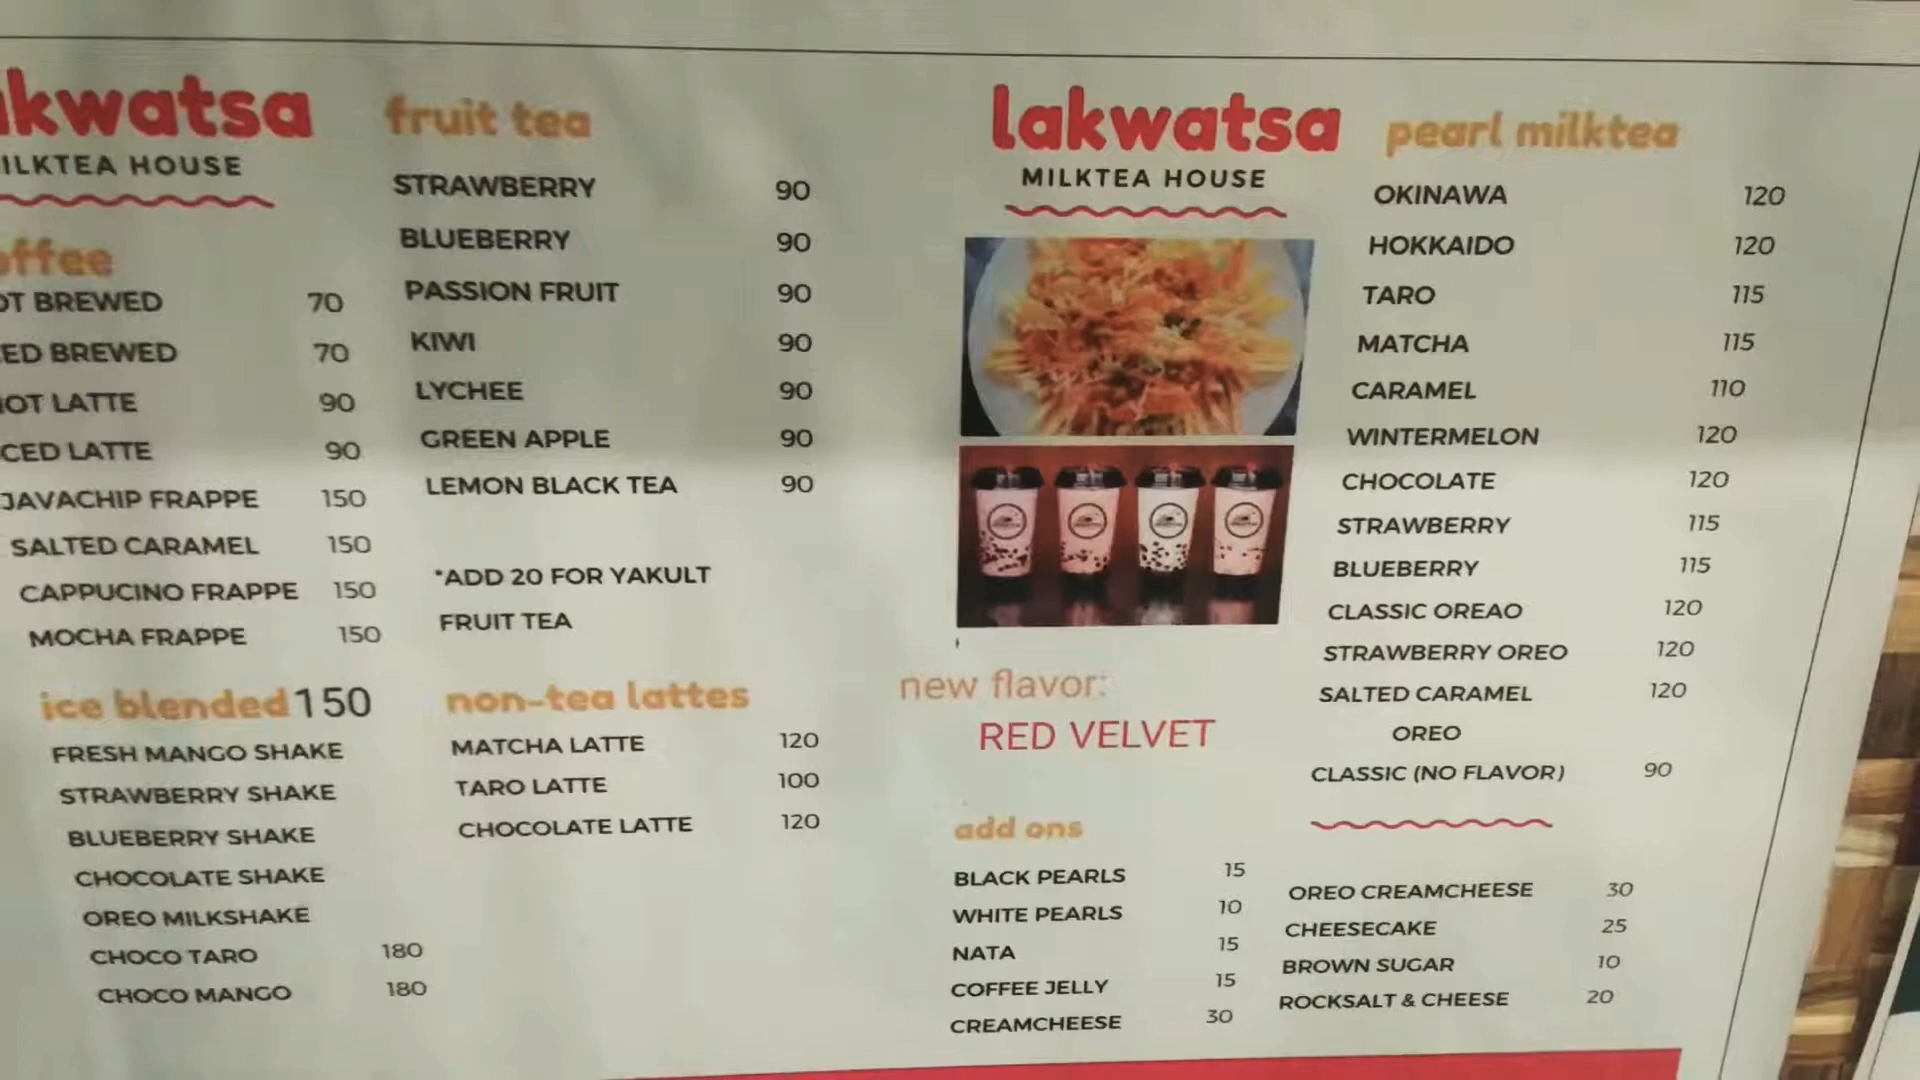 kwatsa
ILKTEA HOUSE
offee
OT BREWED 70
ED BREWED 70
HOT LATTE 90
CED LATTE 90
JAVACHIP FRAPPE 150
SALTED CARAMEL 150
CAPPUCINO FRAPPE 150
MOCHA FRAPPE 150
ice blended 150
FRESH MANGO SHAKE
STRAWBERRY SHAKE
BLUEBERRY SHAKE
CHOCOLATE SHAKE
OREO MILKSHAKE
CHOCO TARO 180
CHOCO MANGO 180
fruit tea
STRAWBERRY 90
BLUEBERRY 90
PASSION FRUIT 90
KIWI 90
LYCHEE 90
GREEN APPLE 90
LEMON BLACK TEA 90
*ADD 20 FOR YAKULT
FRUIT TEA
non-tea lattes
MATCHA LATTE 120
TARO LATTE 100
CHOCOLATE LATTE 120
lakwatsa
MILKTEA HOUSE
new flavor:
RED VELVET
pearl milktea
OKINAWA 120
HOKKAIDO 120
TARO 115
MATCHA 115
CARAMEL 110
WINTERMELON 120
CHOCOLATE 120
STRAWBERRY 115
BLUEBERRY 115
CLASSIC OREAO 120
STRAWBERRY OREO 120
SALTED CARAMEL 120
OREO
CLASSIC (NO FLAVOR) 90
add ons
BLACK PEARLS 15
WHITE PEARLS 10
NATA 15
COFFEE JELLY 15
CREAMCHEESE 30
OREO CREAMCHEESE 30
CHEESECAKE 25
BROWN SUGAR 10
ROCKSALT & CHEESE 20